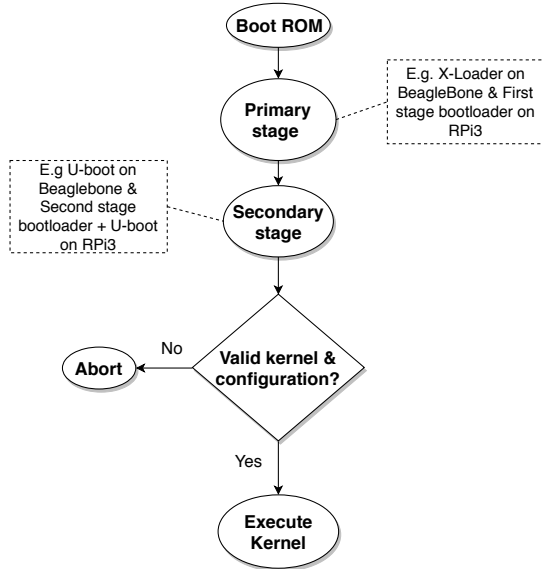 Boot ROM
E.g. X-Loader on
BeagleBone & First
stage bootloader on
RPi3
Primary
stage
E.g U-boot on
Beaglebone &
Second stage
bootloader + U-boot
on RPi3
Secondary
stage
Valid kernel &
configuration?
No
Abort
Yes
Execute
Kernel